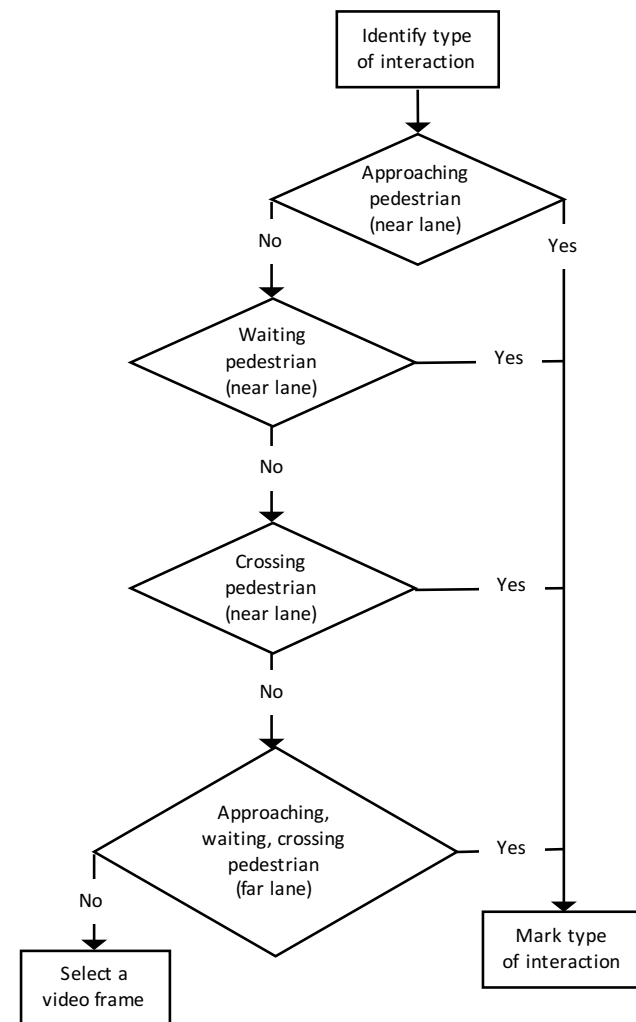 Identify type
of interaction
Approaching
pedestrian
(near lane)
No
Yes
Waiting
pedestrian
(near lane)
Yes
No
Crossing
pedestrian
(near lane)
Yes
No
Approaching,
waiting, crossing
pedestrian
(far lane)
Yes
No
Select a
video frame
Mark type
of interaction